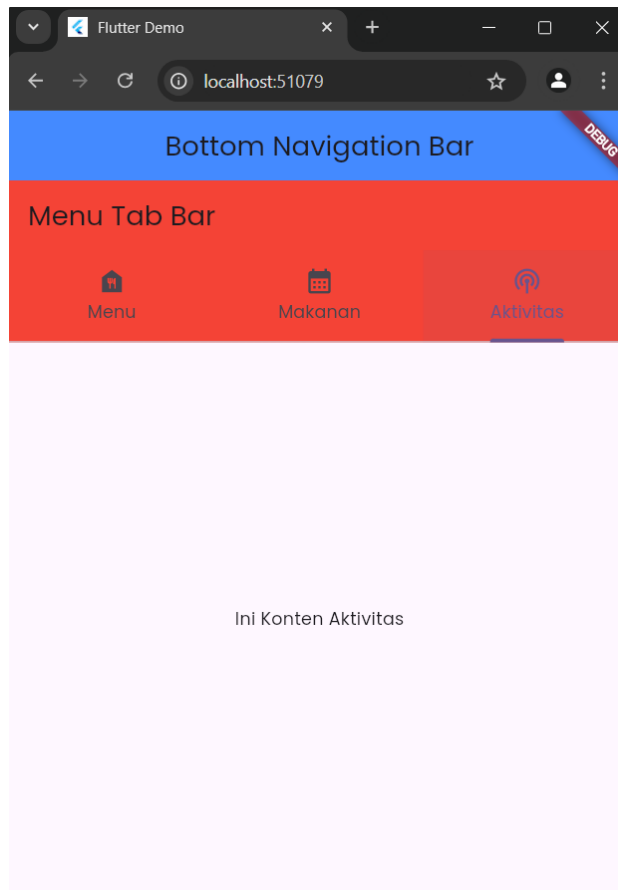 Flutter Demo
localhost:51079
Bottom Navigation Bar
DEBUG
Menu Tab Bar
Menu
Makanan
Aktivitas
Ini Konten Aktivitas